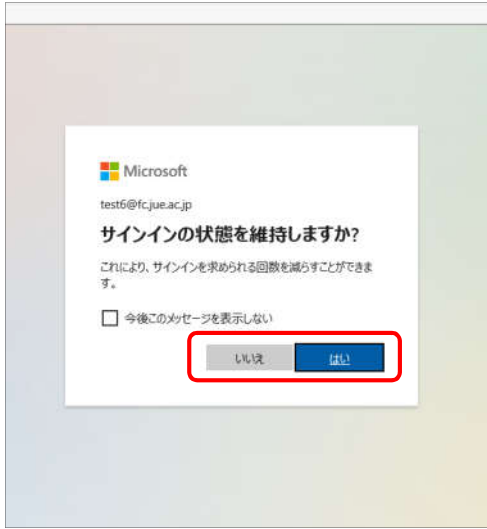 Microsoft
test6@fc.jue.ac.jp
サインインの状態を維持しますか?
これにより、サインインを求められる回数を減らすことができま
す。
今後このメッセージを表示しない
いいえ
はい